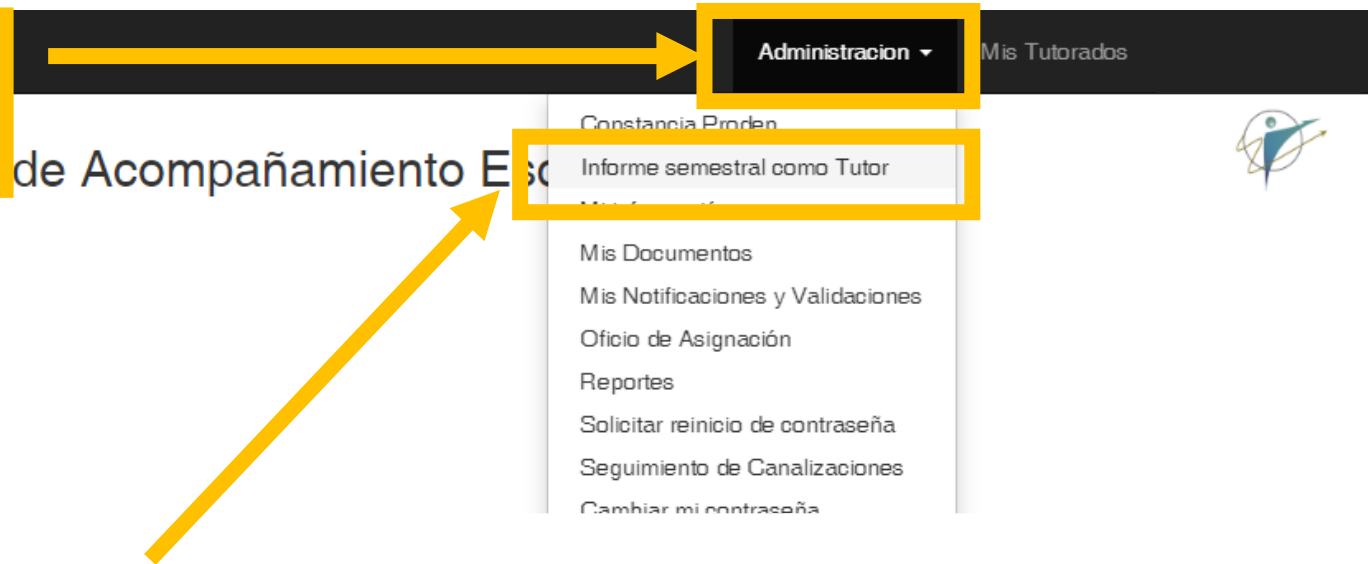 Administracion
Mis Tutorados
de Acompañamiento
Constancia Proden
Informe semestral como Tutor
Mis Documentos
Mis Notificaciones y Validaciones
Oficio de Asignación
Reportes
Solicitar reinicio de contraseña
Seguimiento de Canalizaciones
Cambiar mi contraseña